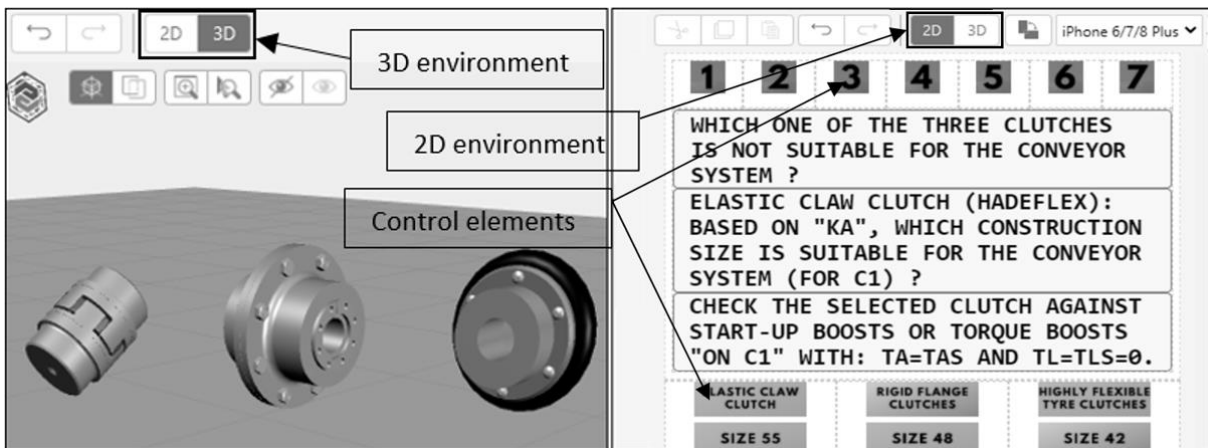 2D 3D
3D environment
2D environment
Control elements
2D 3D iPhone 6/7/8 Plus
1 2 3 4 5 6 7
WHICH ONE OF THE THREE CLUTCHES
IS NOT SUITABLE FOR THE CONVEYOR
SYSTEM ?
ELASTIC CLAW CLUTCH (HADEFLEX):
BASED ON "KA", WHICH CONSTRUCTION
SIZE IS SUITABLE FOR THE CONVEYOR
SYSTEM (FOR C1) ?
CHECK THE SELECTED CLUTCH AGAINST
START-UP BOOSTS OR TORQUE BOOSTS
"ON C1" WITH: TA=TAS AND TL=TLS=0.
ELASTIC CLAW
CLUTCH
RIGID FLANGE
CLUTCHES
HIGHLY FLEXIBLE
TYRE CLUTCHES
SIZE 55
SIZE 48
SIZE 42